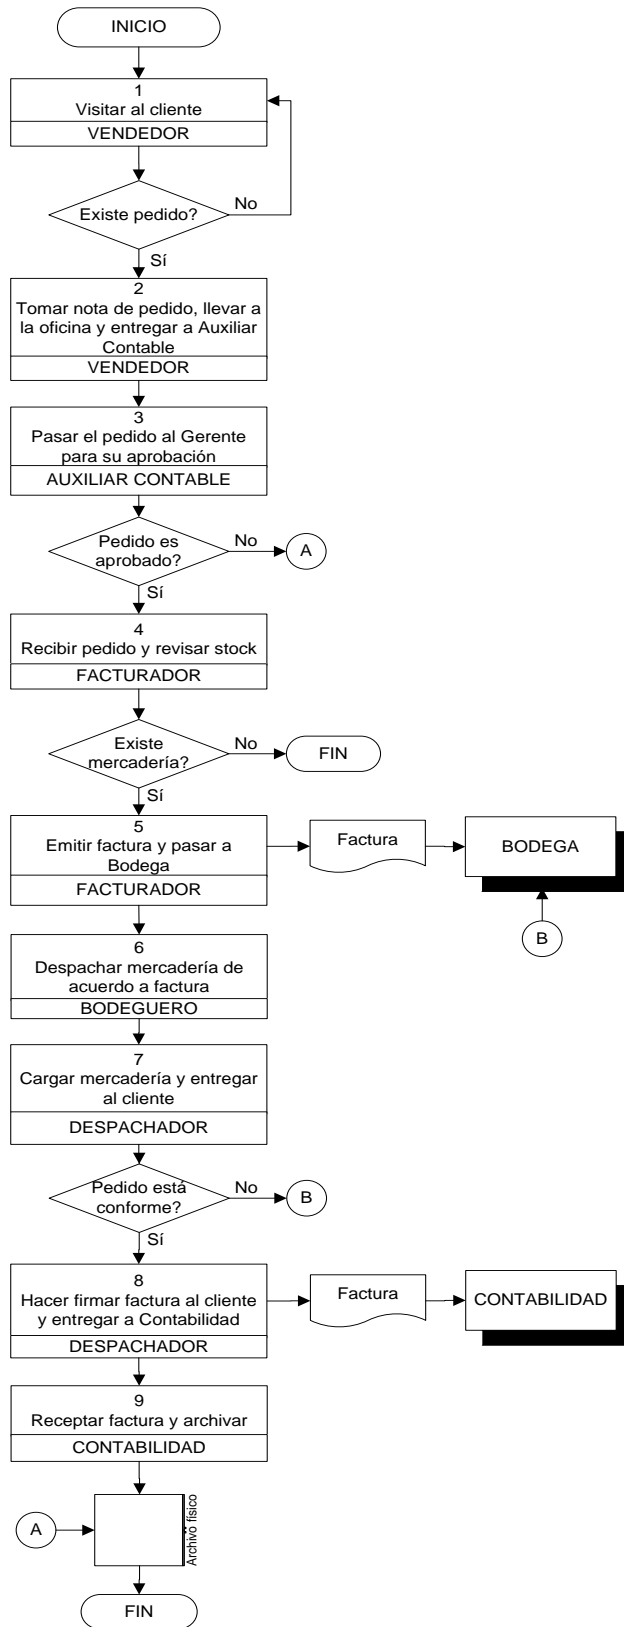 INICIO
1
Visitar al cliente
VENDEDOR
Existe pedido?
No
Sí
2
Tomar nota de pedido, llevar a
la oficina y entregar a Auxiliar
Contable
VENDEDOR
3
Pasar el pedido al Gerente
para su aprobación
AUXILIAR CONTABLE
Pedido es
aprobado?
No
A
Sí
4
Recibir pedido y revisar stock
FACTURADOR
Existe
mercadería?
No
FIN
Sí
5
Emitir factura y pasar a
Bodega
FACTURADOR
Factura
BODEGA
B
6
Despachar mercadería de
acuerdo a factura
BODEGUERO
7
Cargar mercadería y entregar
al cliente
DESPACHADOR
Pedido está
conforme?
No
B
Sí
8
Hacer firmar factura al cliente
y entregar a Contabilidad
DESPACHADOR
Factura
CONTABILIDAD
9
Receptar factura y archivar
CONTABILIDAD
A
Archivo físico
FIN